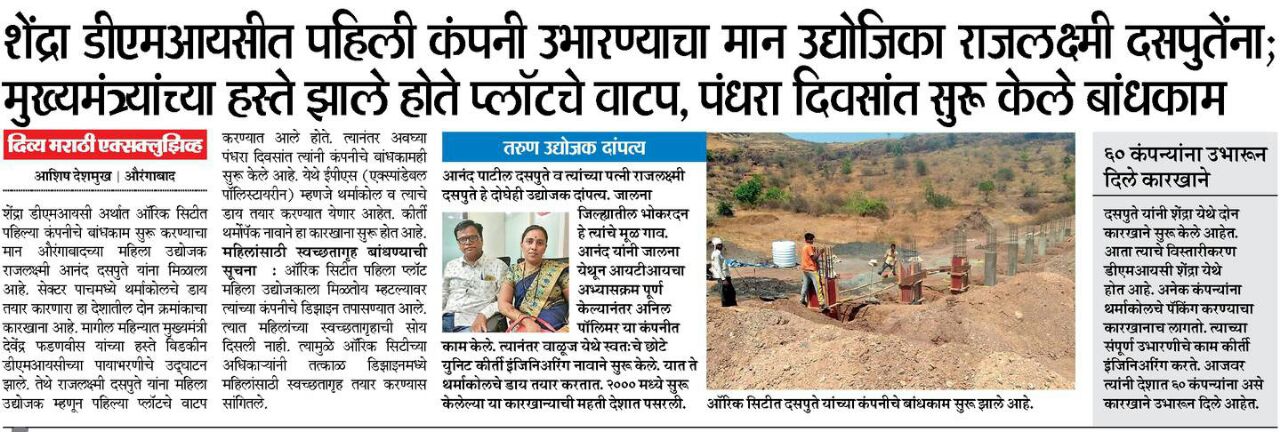 शेंद्रा डीएमआयसीत पहिली कंपनी उभारण्याचा मान उद्योजिका राजलक्ष्मी दसपुतेंना;
मुख्यमंत्र्यांच्या हस्ते झाले होते प्लॉटचे वाटप, पंधरा दिवसांत सुरू केले बांधकाम
दिव्य मराठी एक्सक्लुझिव्ह
आशिष देशमुख | औरंगाबाद
शेंद्रा डीएमआयसी अर्थात ऑरिक सिटीत
पहिल्या कंपनीचे बांधकाम सुरू करण्याचा
मान औरंगाबादच्या महिला उद्योजक
राजलक्ष्मी आनंद दसपुते यांना मिळाला
आहे. सेक्टर पाचमध्ये थर्माकोलचे डाय
तयार करणारा हा देशातील दोन क्रमांकाचा
कारखाना आहे. मागील महिन्यात मुख्यमंत्री
देवेंद्र फडणवीस यांच्या हस्ते बिडकीन
डीएमआयसीच्या पायाभरणीचे उद्घाटन
झाले. तेथे राजलक्ष्मी दसपुते यांना महिला
उद्योजक म्हणून पहिल्या प्लॉटचे वाटप
करण्यात आले होते. त्यानंतर अवघ्या
पंधरा दिवसांत त्यांनी कंपनीचे बांधकामही
सुरू केले आहे. येथे ईपीएस (एक्सपांडेबल
पॉलिस्टायरीन) म्हणजे थर्माकोल व त्याचे
डाय तयार करण्यात येणार आहेत. कीर्ती
थर्मोपॅक नावाने हा कारखाना सुरू होत आहे.
महिलांसाठी स्वच्छतागृह बांधण्याची
सूचना : ऑरिक सिटीत पहिला प्लॉट
महिला उद्योजकाला मिळतोय म्हटल्यावर
त्यांच्या कंपनीचे डिझाइन तपासण्यात आले.
त्यात महिलांच्या स्वच्छतागृहाची सोय
दिसली नाही. त्यामुळे ऑरिक सिटीच्या
अधिकाऱ्यांनी तत्काळ डिझाइनमध्ये
महिलांसाठी स्वच्छतागृह तयार करण्यास
सांगितले.
तरुण उद्योजक दांपत्य
आनंद पाटील दसपुते व त्यांच्या पत्नी राजलक्ष्मी
दसपुते हे दोघेही उद्योजक दांपत्य. जालना
जिल्ह्यातील भोकरदन
हे त्यांचे मूळ गाव.
आनंद यांनी जालना
येथून आयटीआयचा
अभ्यासक्रम पूर्ण
केल्यानंतर अनिल
पॉलिमर या कंपनीत
काम केले. त्यानंतर वाळूज येथे स्वतःचे छोटे
युनिट कीर्ती इंजिनिअरिंग नावाने सुरू केले. यात ते
थर्माकोलचे डाय तयार करतात. २००० मध्ये सुरू
केलेल्या या कारखान्याची महती देशात पसरली.
ऑरिक सिटीत दसपुते यांच्या कंपनीचे बांधकाम सुरू झाले आहे.
६० कंपन्यांना उभारून
दिले कारखाने
दसपुते यांनी शेंद्रा येथे दोन
कारखाने सुरू केले आहेत.
आता त्याचे विस्तारीकरण
डीएमआयसी शेंद्रा येथे
होत आहे. अनेक कंपन्यांना
थर्माकोलचे पॅकिंग करण्याचा
कारखानाच लागतो. त्याच्या
संपूर्ण उभारणीचे काम कीर्ती
इंजिनिअरिंग करते. आजवर
त्यांनी देशात ६० कंपन्यांना असे
कारखाने उभारून दिले आहेत.